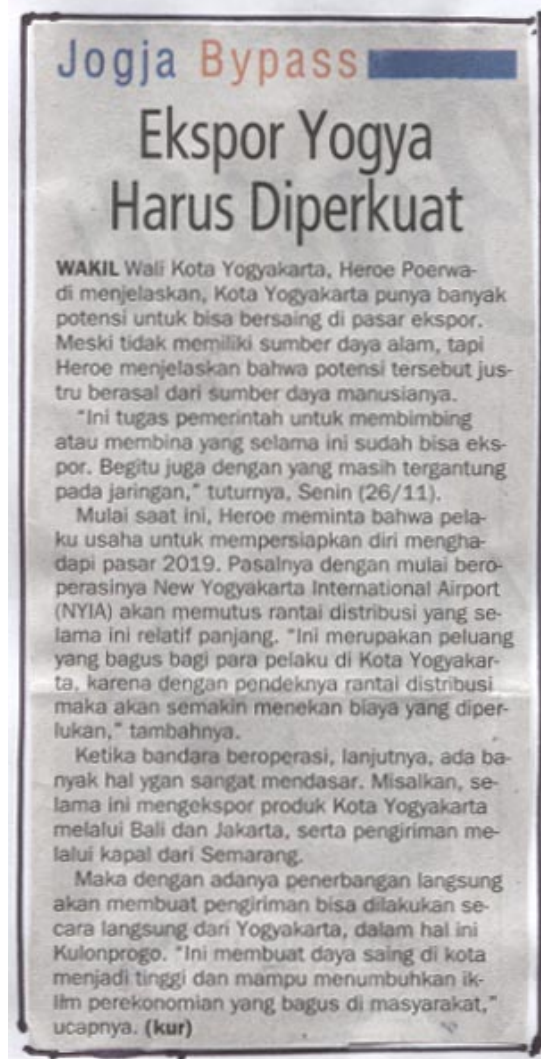 Jogja Bypass
Ekspor Yogya
Harus Diperkuat
WAKIL Wali Kota Yogyakarta, Heroe Poerwa-
di menjelaskan, Kota Yogyakarta punya banyak
potensi untuk bisa bersaing di pasar ekspor.
Meski tidak memiliki sumber daya alam, tapi
Heroe menjelaskan bahwa potensi tersebut jus-
tru berasal dari sumber daya manusianya.
"Ini tugas pemerintah untuk membimbing
atau membina yang selama ini sudah bisa eks-
por. Begitu juga dengan yang masih tergantung
pada jaringan," tuturnya, Senin (26/11).
Mulai saat ini, Heroe meminta bahwa pela-
ku usaha untuk mempersiapkan diri mengha-
dapi pasar 2019. Pasalnya dengan mulai bero-
perasinya New Yogyakarta International Airport
(NYIA) akan memutus rantai distribusi yang se-
lama ini relatif panjang. "Ini merupakan peluang
yang bagus bagi para pelaku di Kota Yogyakar-
ta, karena dengan pendeknya rantai distribusi
maka akan semakin menekan biaya yang diper-
lukan," tambahnya.
Ketika bandara beroperasi, lanjutnya, ada ba-
nyak hal ygan sangat mendasar. Misalkan, se-
lama ini mengekspor produk Kota Yogyakarta
melalui Bali dan Jakarta, serta pengiriman me-
lalui kapal dari Semarang.
Maka dengan adanya penerbangan langsung
akan membuat pengiriman bisa dilakukan se-
cara langsung dari Yogyakarta, dalam hal ini
Kulonprogo. "Ini membuat daya saing di kota
menjadi tinggi dan mampu menumbuhkan ik-
lim perekonomian yang bagus di masyarakat,"
ucapnya. (kur)